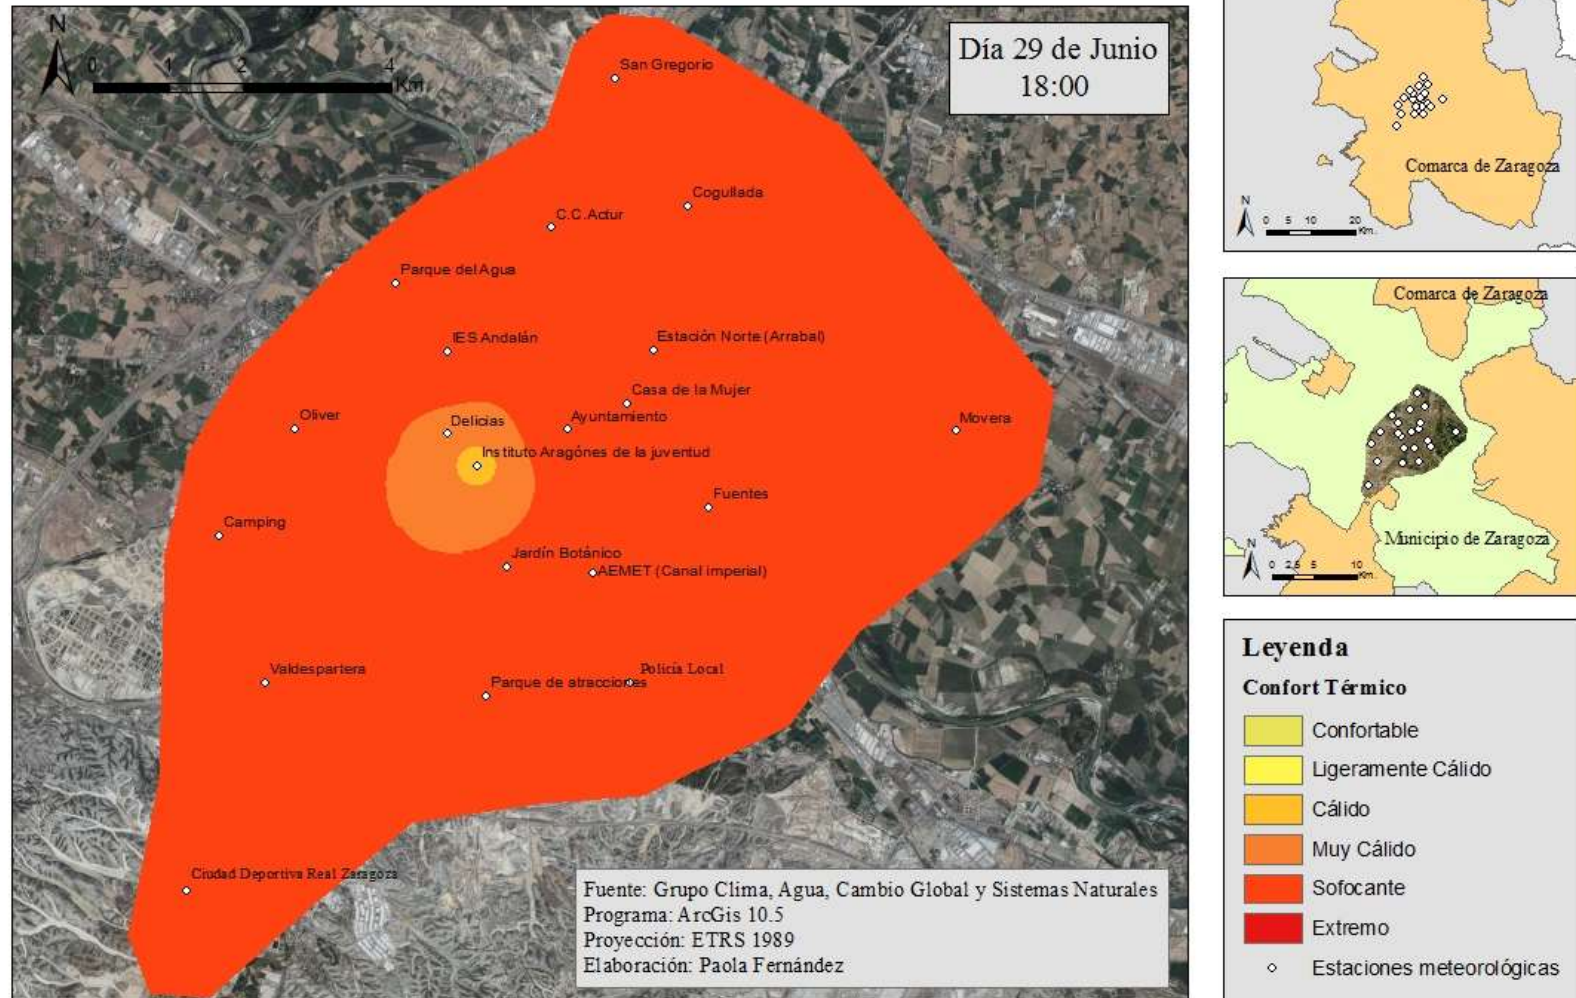 N
0 1 2 4
Km
Día 29 de Junio
18:00
San Gregorio
Cogullada
C.C.Actur
Parque del Agua
IES Andalán
Estación Norte (Arrabal)
Casa de la Mujer
Oliver
Delicias
Ayuntamiento
Movera
Instituto Aragónes de la juventud
Fuentes
Camping
Jardín Botánico
AEMET (Canal imperial)
Valdespartera
Policía Local
Parque de atracciones
Ciudad Deportiva Real Zaragoza
Fuente: Grupo Clima, Agua, Cambio Global y Sistemas Naturales
Programa: ArcGis 10.5
Proyección: ETRS 1989
Elaboración: Paola Fernández
Comarca de Zaragoza
N
0 5 10 20
Km.
Comarca de Zaragoza
Municipio de Zaragoza
N
0 2,5 5 10
Km.
Leyenda
Confort Térmico
Confortable
Ligeramente Cálido
Cálido
Muy Cálido
Sofocante
Extremo
Estaciones meteorológicas